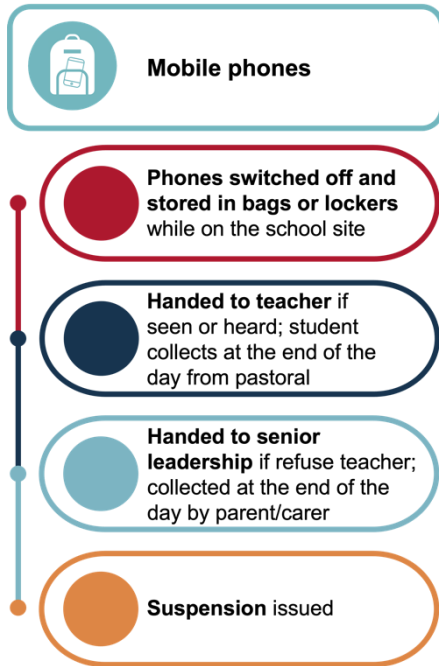 Mobile phones
Phones switched off and
stored in bags or lockers
while on the school site
Handed to teacher if
seen or heard; student
collects at the end of the
day from pastoral
Handed to senior
leadership if refuse teacher;
collected at the end of the
day by parent/carer
Suspension issued